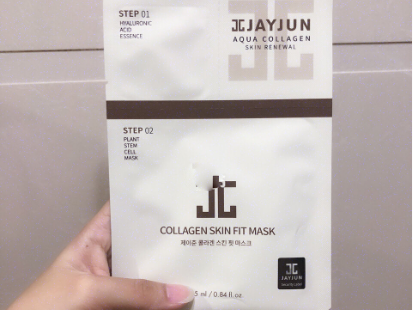 STEP 01
HYALURONIC
ACID
ESSENCE
JAYJUN
AQUA COLLAGEN
SKIN RENEWAL
STEP 02
PLANT
STEM
CELL
MASK
COLLAGEN SKIN FIT MASK
제이준 콜라겐 스킨 핏 마스크
5 ml / 0.84 fl.oz
JAYJUN